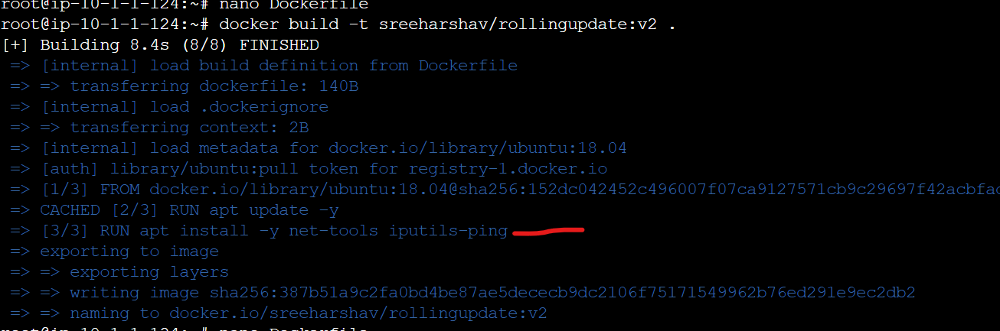 root@ip-10-1-1-124:~# nano Dockerfile
root@ip-10-1-1-124:~# docker build -t sreeharshav/rollingupdate:v2 .
[+] Building 8.4s (8/8) FINISHED
=> [internal] load build definition from Dockerfile
=> => transferring dockerfile: 140B
=> [internal] load .dockerignore
=> => transferring context: 2B
=> [internal] load metadata for docker.io/library/ubuntu:18.04
=> [auth] library/ubuntu:pull token for registry-1.docker.io
=> [1/3] FROM docker.io/library/ubuntu:18.04@sha256:152dc042452c496007f07ca9127571cb9c29697f42acbfac
=> CACHED [2/3] RUN apt update -y
=> [3/3] RUN apt install -y net-tools iputils-ping
=> exporting to image
=> => exporting layers
=> => writing image sha256:387b51a9c2fa0bd4be87ae5dececb9dc2106f75171549962b76ed291e9ec2db2
=> => naming to docker.io/sreeharshav/rollingupdate:v2
root@ip-10-1-1-124:~# nano Dockerfile